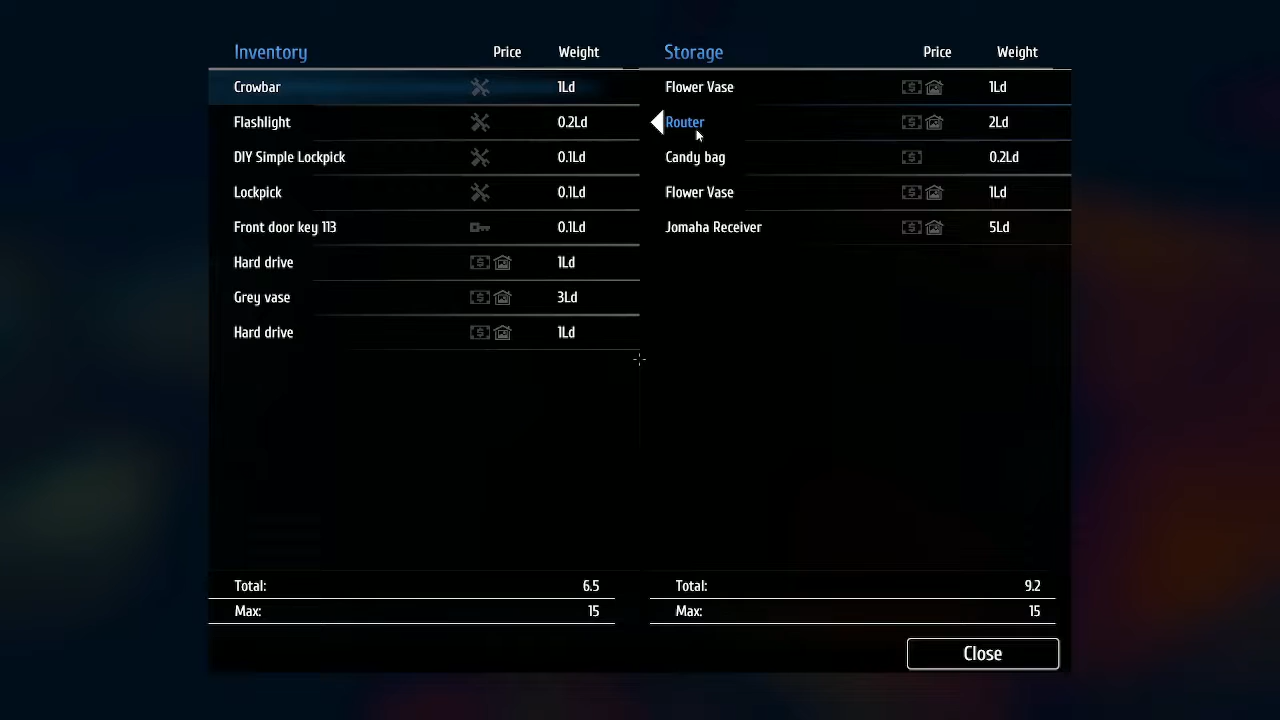 Inventory Price Weight
Crowbar 1Ld
Flashlight 0.2Ld
DIY Simple Lockpick 0.1Ld
Lockpick 0.1Ld
Front door key 113 0.1Ld
Hard drive 1Ld
Grey vase 3Ld
Hard drive 1Ld
Total: 6.5
Max: 15
Storage Price Weight
Flower Vase 1Ld
Router 2Ld
Candy bag 0.2Ld
Flower Vase 1Ld
Jomaha Receiver 5Ld
Total: 9.2
Max: 15
Close